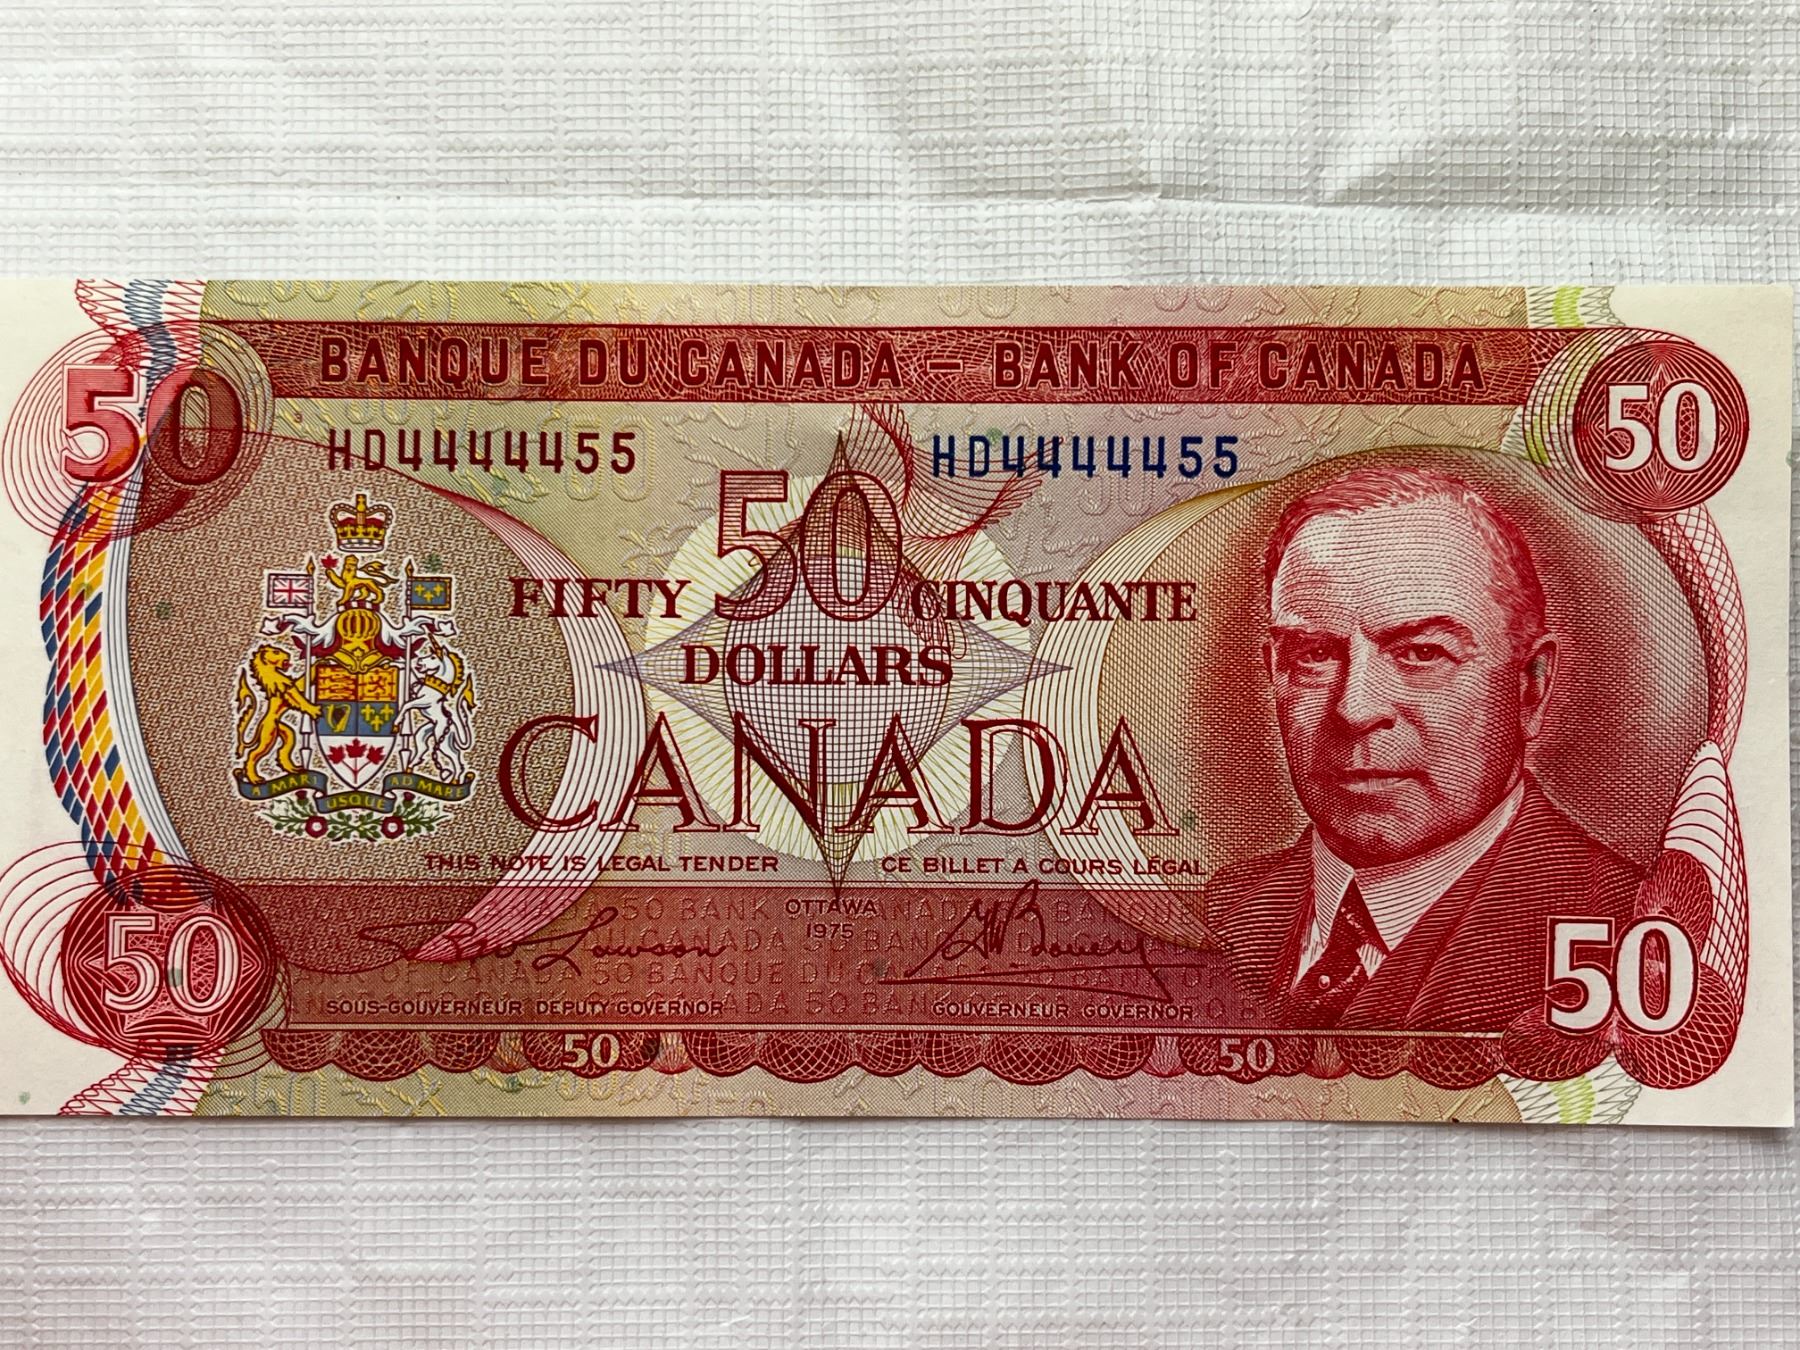 BANQUE DU CANADA – BANK OF CANADA
50
50
HD4444455 HD4444455
50
FIFTY CINQUANTE
DOLLARS
CANADA
A MARI USQUE AD MARE
THIS NOTE IS LEGAL TENDER CE BILLET A COURS LÉGAL
OTTAWA
1975
SOUS-GOUVERNEUR DEPUTY-GOVERNOR GOUVERNEUR GOVERNOR
50
50
50
50